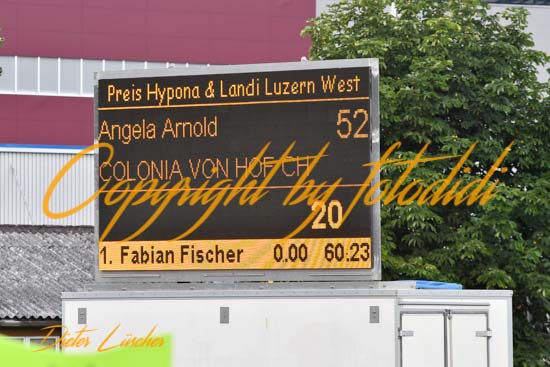 Preis Hypona & Landi Luzern West
Angela Arnold 52
COLONIA VON HOF CH
20
1. Fabian Fischer 0.00 60.23
Copyright by fotodidi
Dieter Lüscher